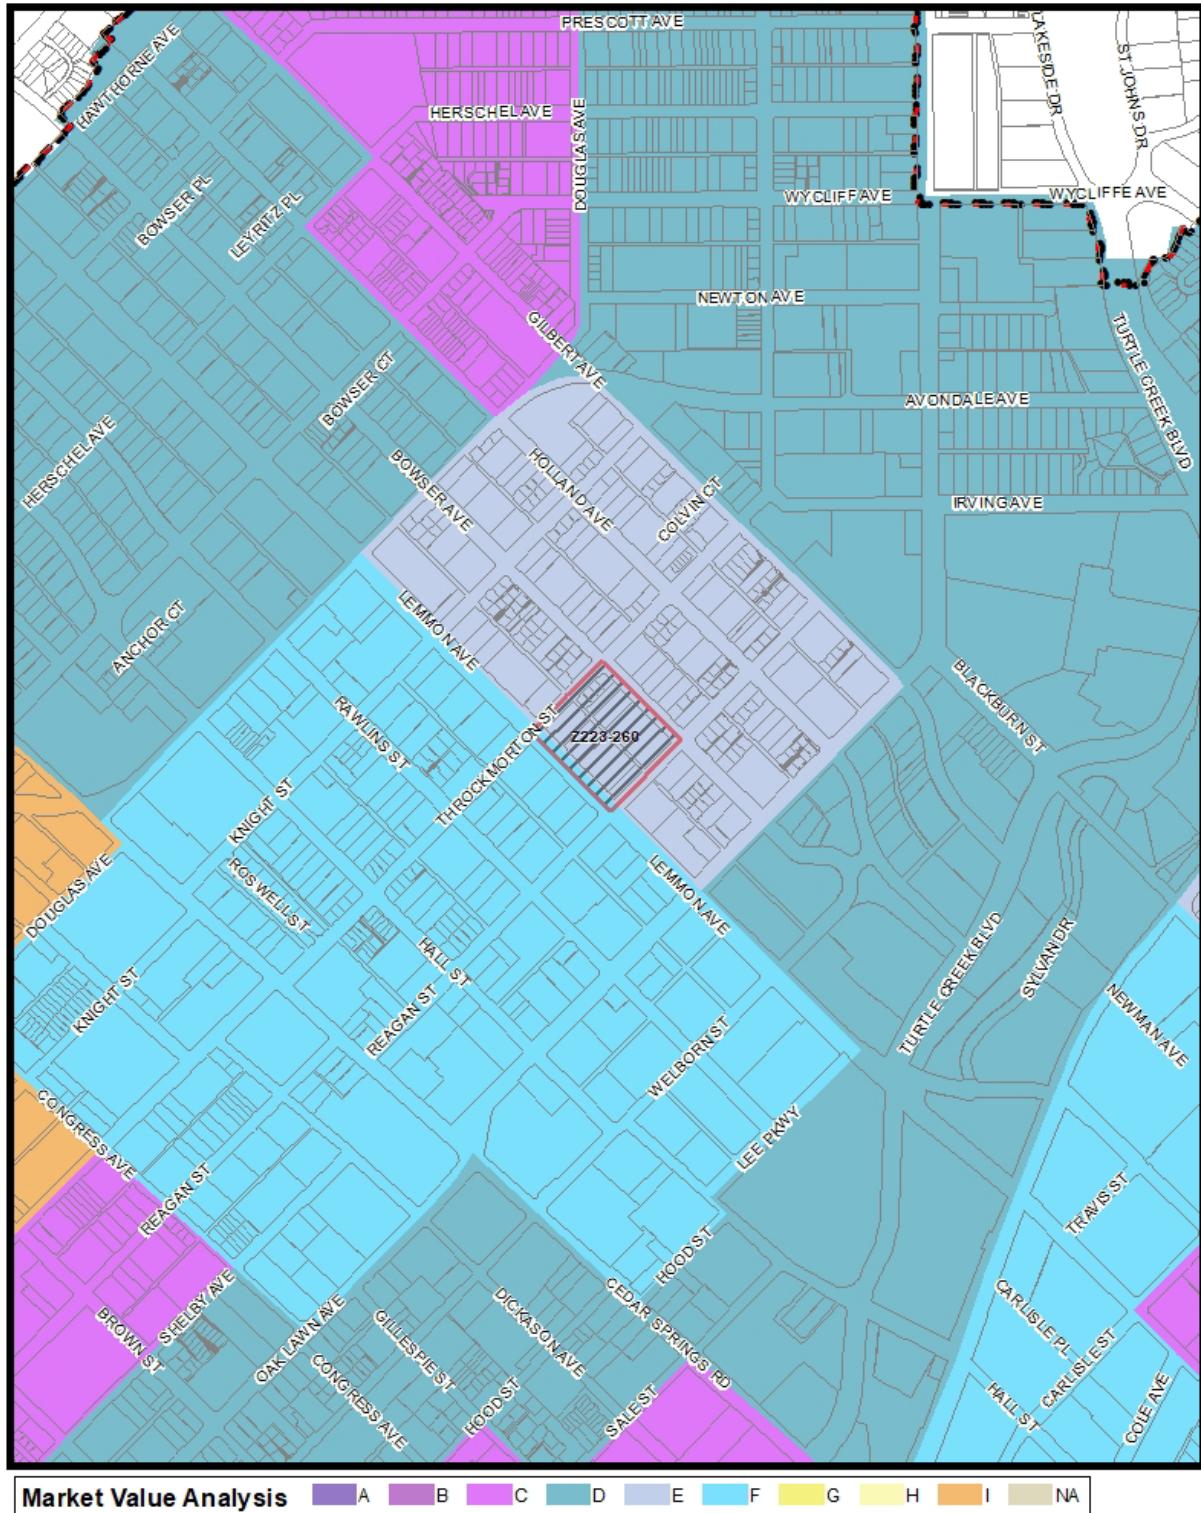 PRESCOTT AVE
HAWTHORNE AVE
LAKESIDE DR
ST JOHNS DR
HERSCHEL AVE
DOUGLAS AVE
WYCLIFF AVE
WYCLIFFE AVE
BOWSER PL
LEYRITZ PL
NEWTON AVE
GILBERT AVE
TURTLE CREEK BLVD
BOWSER CT
AVONDALE AVE
HERSCHEL AVE
BOWSER AVE
HOLLAND AVE
COLVIN CT
IRVING AVE
ANCHOR CT
LEMMON AVE
BLACKBURN ST
RAWLINS ST
THROCKMORTON ST
Z223-260
KNIGHT ST
DOUGLAS AVE
ROSWELL ST
LEMMON AVE
HALL ST
TURTLE CREEK BLVD
SYLVAN DR
KNIGHT ST
REAGAN ST
NEWMAN AVE
WELBORN ST
CONGRESS AVE
LEE PKWY
REAGAN ST
TRAVIS ST
HOOD ST
SHELBY AVE
BROWN ST
OAK LAWN AVE
GILLESPIE ST
DICKASON AVE
CEDAR SPRINGS RD
CARLISLE PL
CARLISLE ST
CONGRESS AVE
HOOD ST
SALE ST
HALL ST
COLE AVE
Market Value Analysis A B C D E F G H I NA